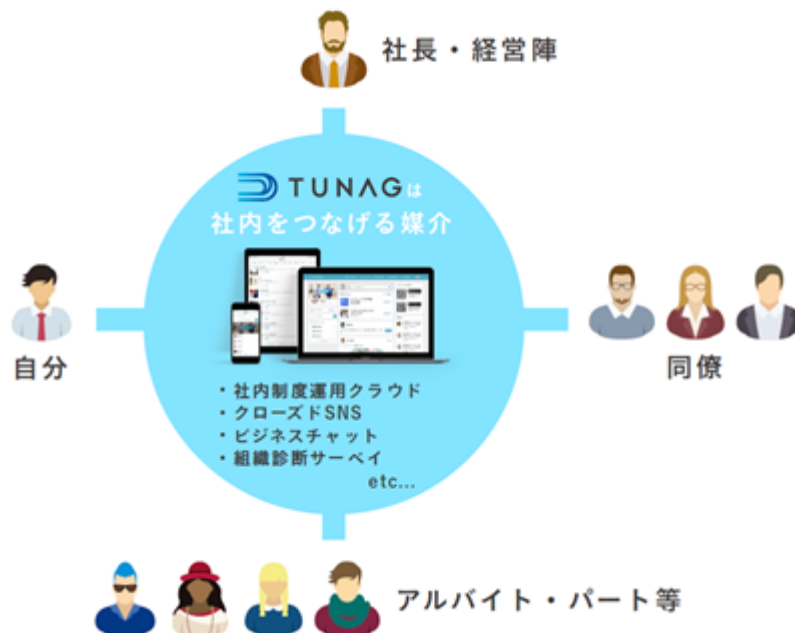 社長・経営陣
TUNAGは
社内をつなげる媒介
自分
同僚
・社内制度運用クラウド
・クローズドSNS
・ビジネスチャット
・組織診断サーベイ
etc...
アルバイト・パート等